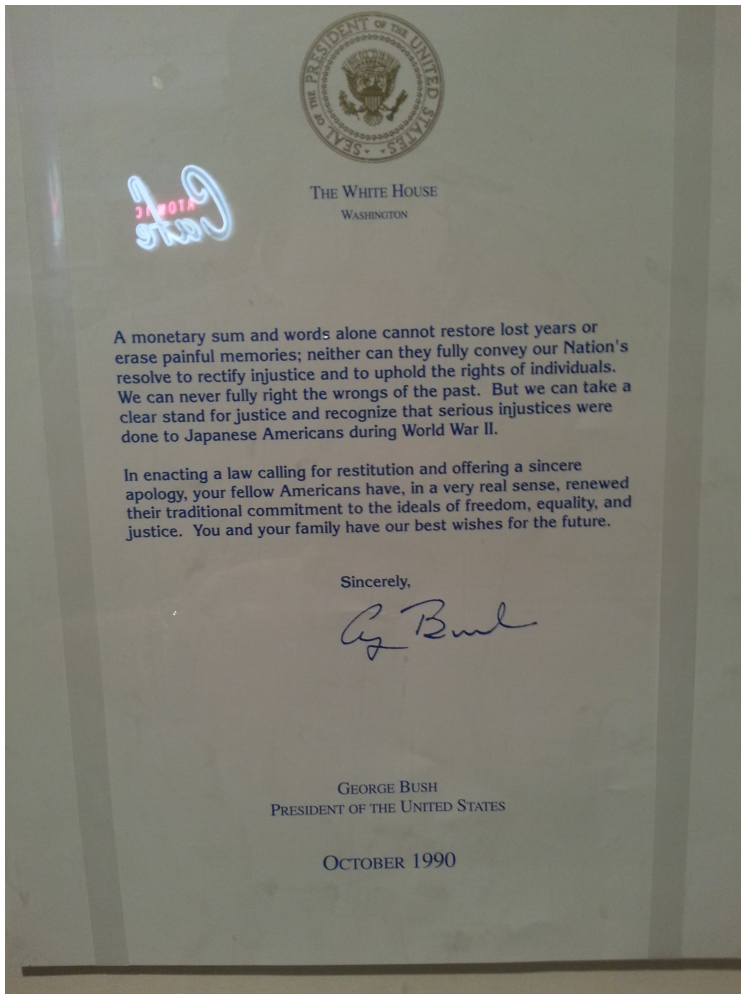 SEAL OF THE PRESIDENT OF THE UNITED STATES
THE WHITE HOUSE
WASHINGTON
ATOMIC
Cafe
A monetary sum and words alone cannot restore lost years or
erase painful memories; neither can they fully convey our Nation's
resolve to rectify injustice and to uphold the rights of individuals.
We can never fully right the wrongs of the past. But we can take a
clear stand for justice and recognize that serious injustices were
done to Japanese Americans during World War II.
In enacting a law calling for restitution and offering a sincere
apology, your fellow Americans have, in a very real sense, renewed
their traditional commitment to the ideals of freedom, equality, and
justice. You and your family have our best wishes for the future.
Sincerely,
G Bush
GEORGE BUSH
PRESIDENT OF THE UNITED STATES
OCTOBER 1990